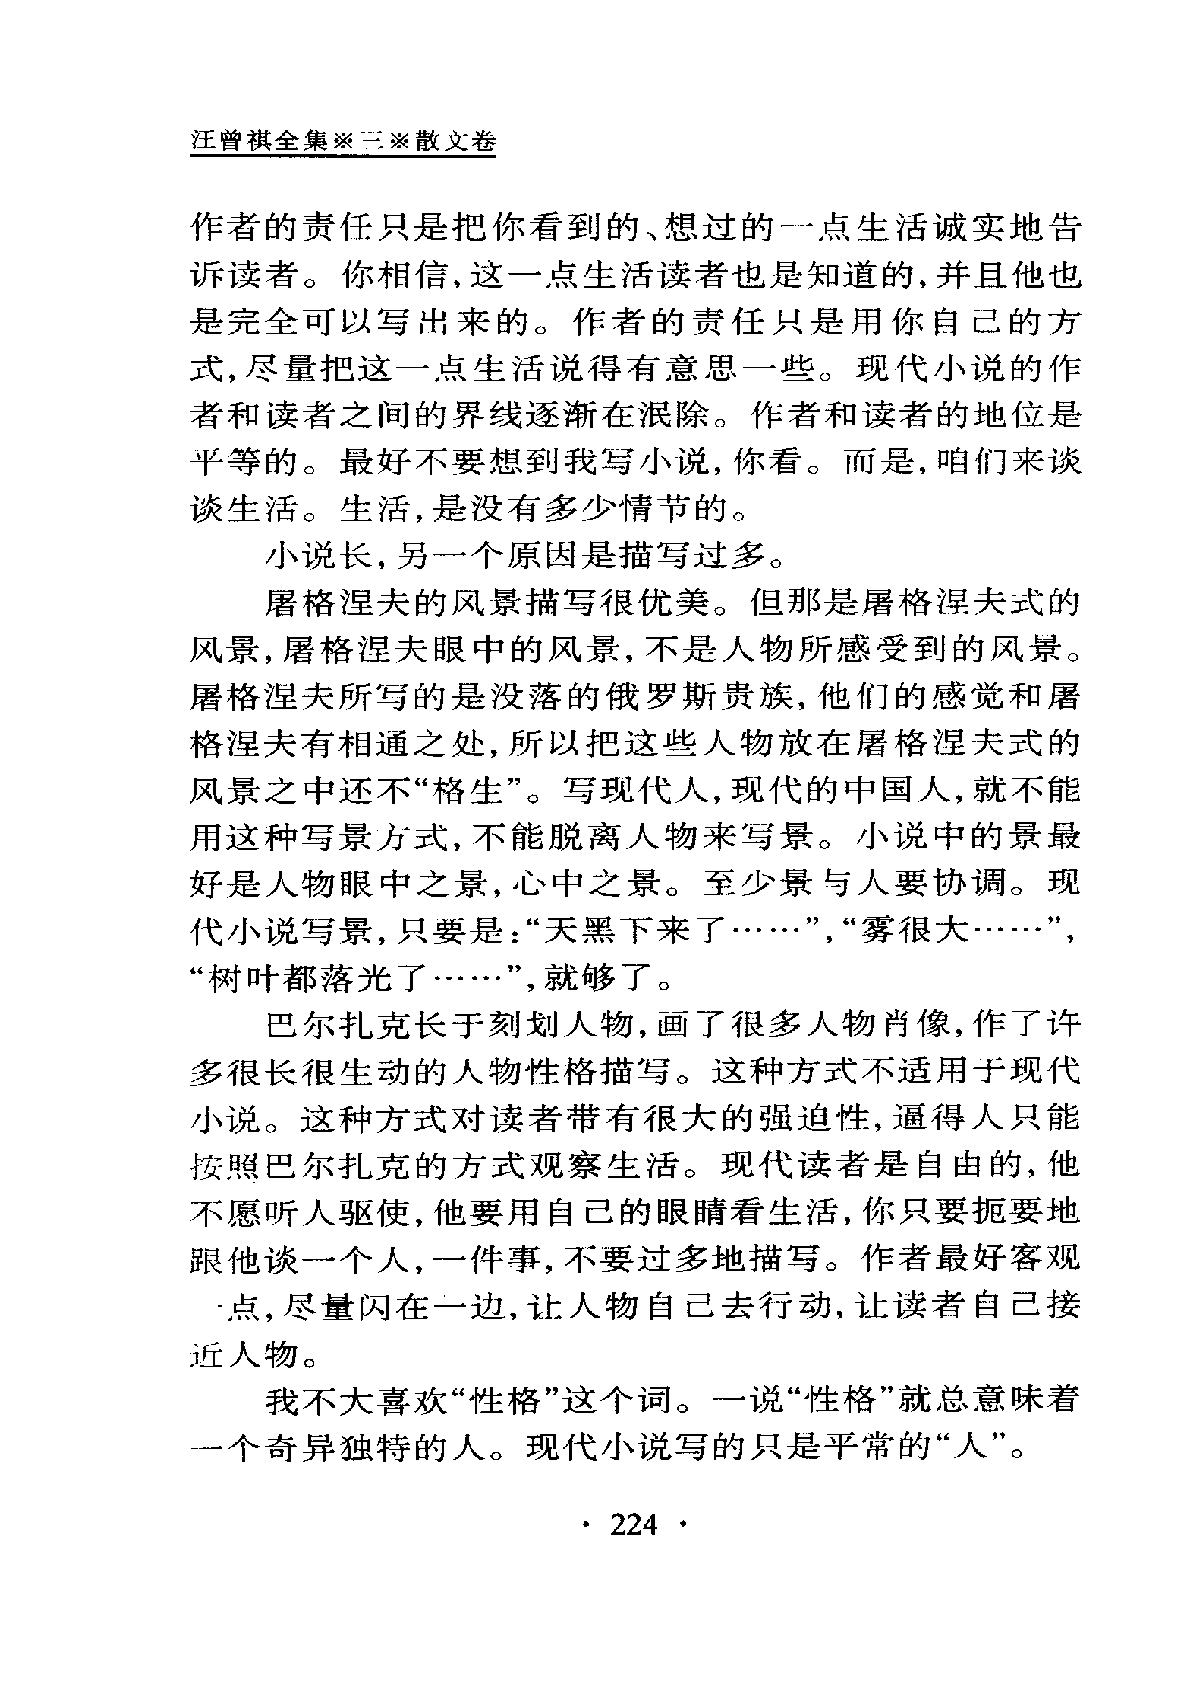 汪曾祺全集※三※散文卷
作者的责任只是把你看到的、想过的一点生活诚实地告
诉读者。你相信,这一点生活读者也是知道的,并且他也
是完全可以写出来的。作者的责任只是用你自己的方
式,尽量把这一点生活说得有意思一些。现代小说的作
者和读者之间的界线逐渐在泯除。作者和读者的地位是
平等的。最好不要想到我写小说,你看。而是,咱们来谈
谈生活。生活,是没有多少情节的。
小说长,另一个原因是描写过多。
屠格涅夫的风景描写很优美。但那是屠格涅夫式的
风景,屠格涅夫眼中的风景,不是人物所感受到的风景。
屠格涅夫所写的是没落的俄罗斯贵族,他们的感觉和屠
格涅夫有相通之处,所以把这些人物放在屠格涅夫式的
风景之中还不“格生”。写现代人,现代的中国人,就不能
用这种写景方式,不能脱离人物来写景。小说中的景最
好是人物眼中之景,心中之景。至少景与人要协调。现
代小说写景,只要是:“天黑下来了……”,“雾很大……”,
“树叶都落光了……”,就够了。
巴尔扎克长于刻划人物,画了很多人物肖像,作了许
多很长很生动的人物性格描写。这种方式不适用于现代
小说。这种方式对读者带有很大的强迫性,逼得人只能
按照巴尔扎克的方式观察生活。现代读者是自由的,他
不愿听人驱使,他要用自己的眼睛看生活,你只要扼要地
跟他谈一个人,一件事,不要过多地描写。作者最好客观
一点,尽量闪在一边,让人物自己去行动,让读者自己接
近人物。
我不大喜欢“性格”这个词。一说“性格”就总意味着
一个奇异独特的人。现代小说写的只是平常的“人”。
· 224 ·